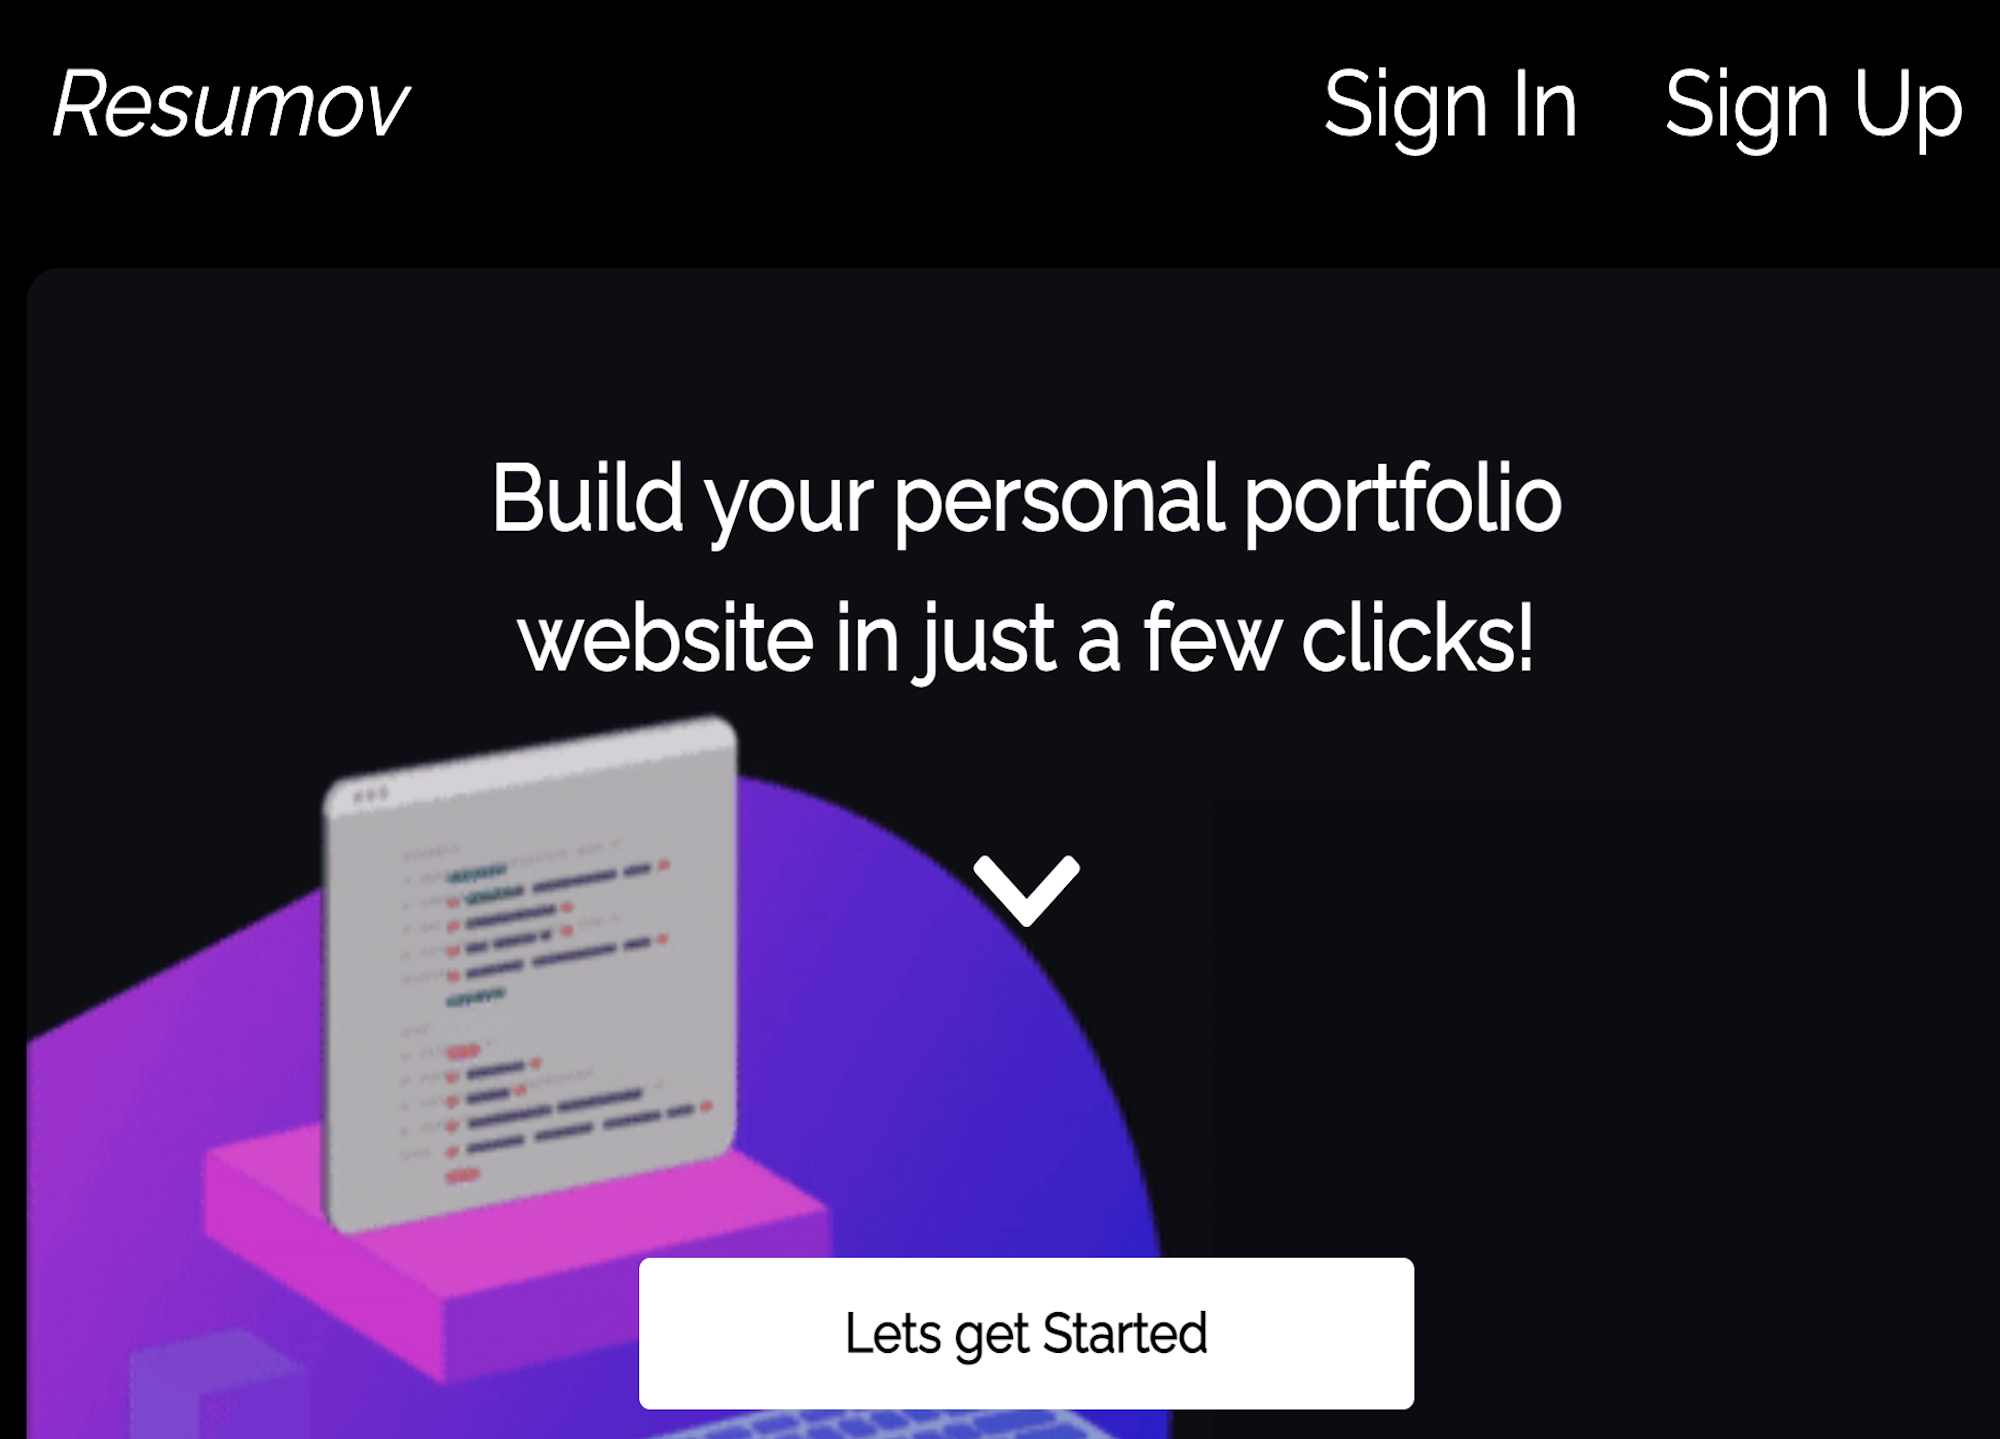 Resumov
Sign In
Sign Up
Build your personal portfolio
website in just a few clicks!
Lets get Started